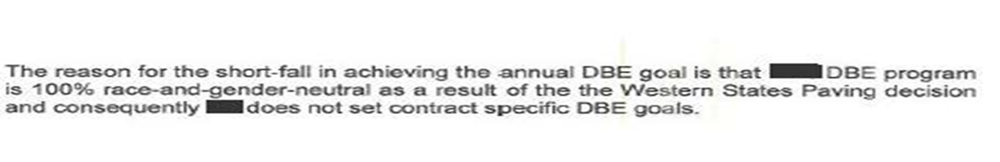 The reason for the short-fall in achieving the annual DBE goal is that DBE program
is 100% race-and-gender-neutral as a result of the the Western States Paving decision
and consequently does not set contract specific DBE goals.